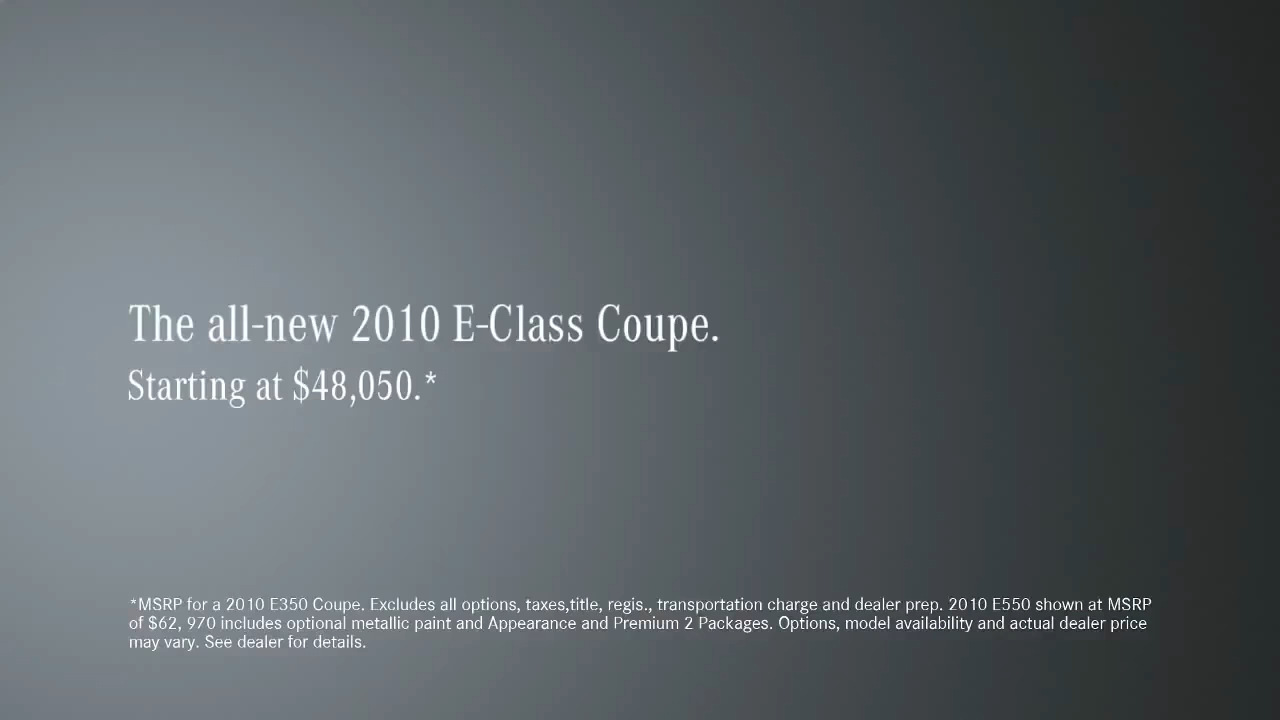 The all-new 2010 E-Class Coupe.
Starting at $48,050.*
*MSRP for a 2010 E350 Coupe. Excludes all options, taxes,title, regis., transportation charge and dealer prep. 2010 E550 shown at MSRP
of $62, 970 includes optional metallic paint and Appearance and Premium 2 Packages. Options, model availability and actual dealer price
may vary. See dealer for details.